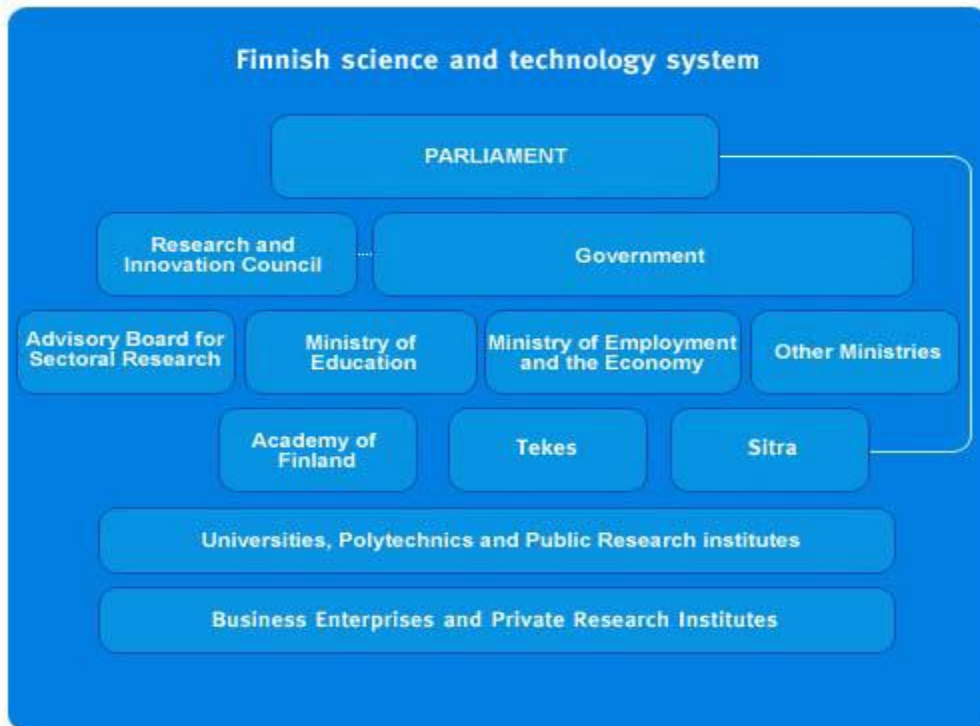 Finnish science and technology system
PARLIAMENT
Research and
Innovation Council
Government
Advisory Board for
Sectoral Research
Ministry of
Education
Ministry of Employment
and the Economy
Other Ministries
Academy of
Finland
Tekes
Sitra
Universities, Polytechnics and Public Research institutes
Business Enterprises and Private Research Institutes